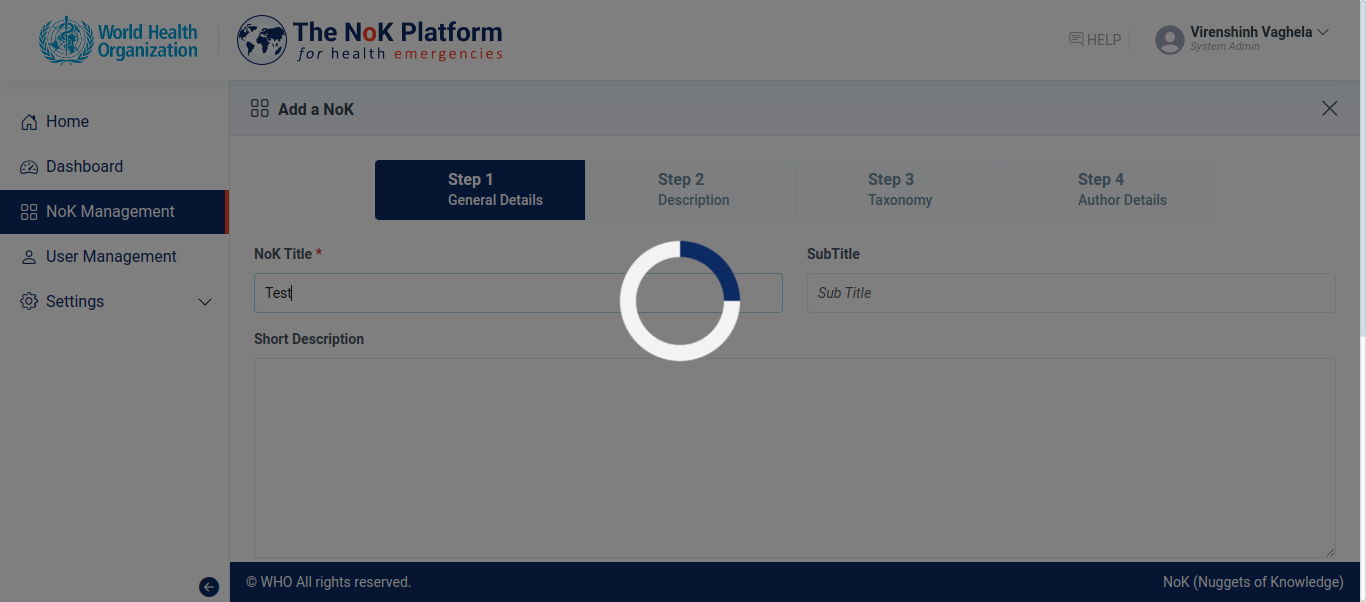 World Health
Organization
The NoK Platform
for health emergencies
HELP
Virenshinh Vaghela
System Admin
Home
Dashboard
NoK Management
User Management
Settings
Add a NoK
Step 1
General Details
Step 2
Description
Step 3
Taxonomy
Step 4
Author Details
NoK Title *
SubTitle
Test
Sub Title
Short Description
© WHO All rights reserved.
NoK (Nuggets of Knowledge)